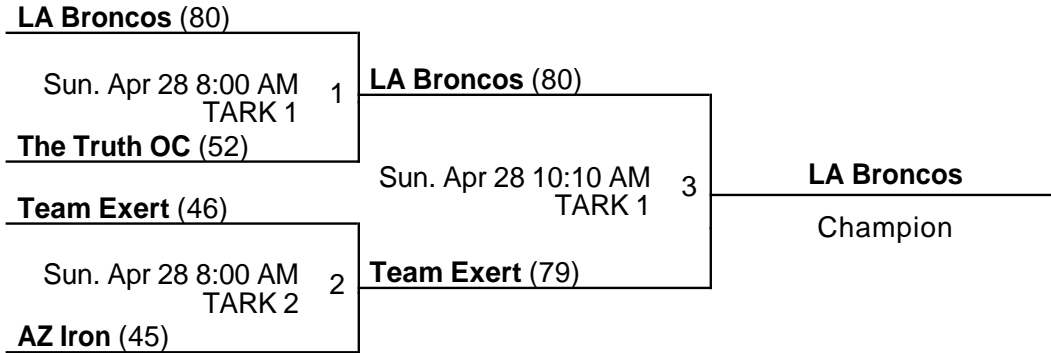 LA Broncos (80)
Sun. Apr 28 8:00 AM
TARK 1
1
The Truth OC (52)
Team Exert (46)
Sun. Apr 28 8:00 AM
TARK 2
2
AZ Iron (45)
LA Broncos (80)
Sun. Apr 28 10:10 AM
TARK 1
3
Team Exert (79)
LA Broncos
Champion